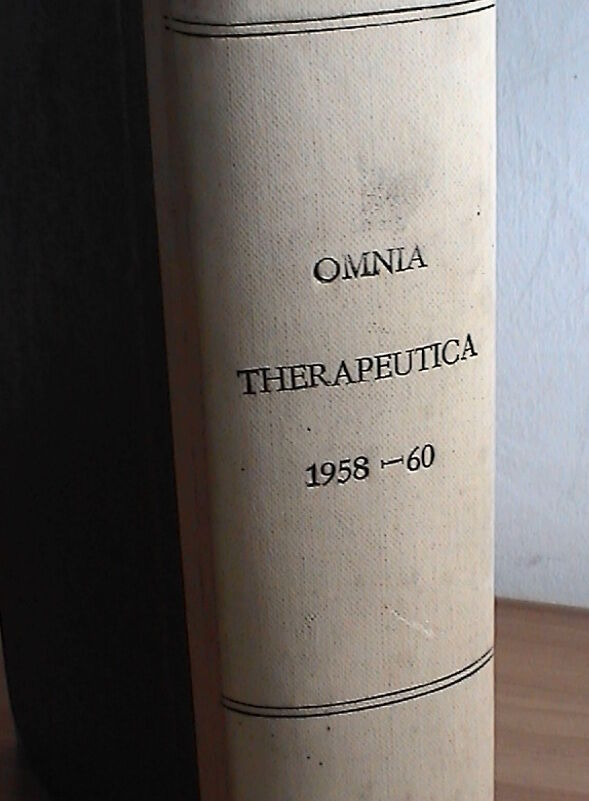 OMNIA
THERAPEUTICA
1958 – 60